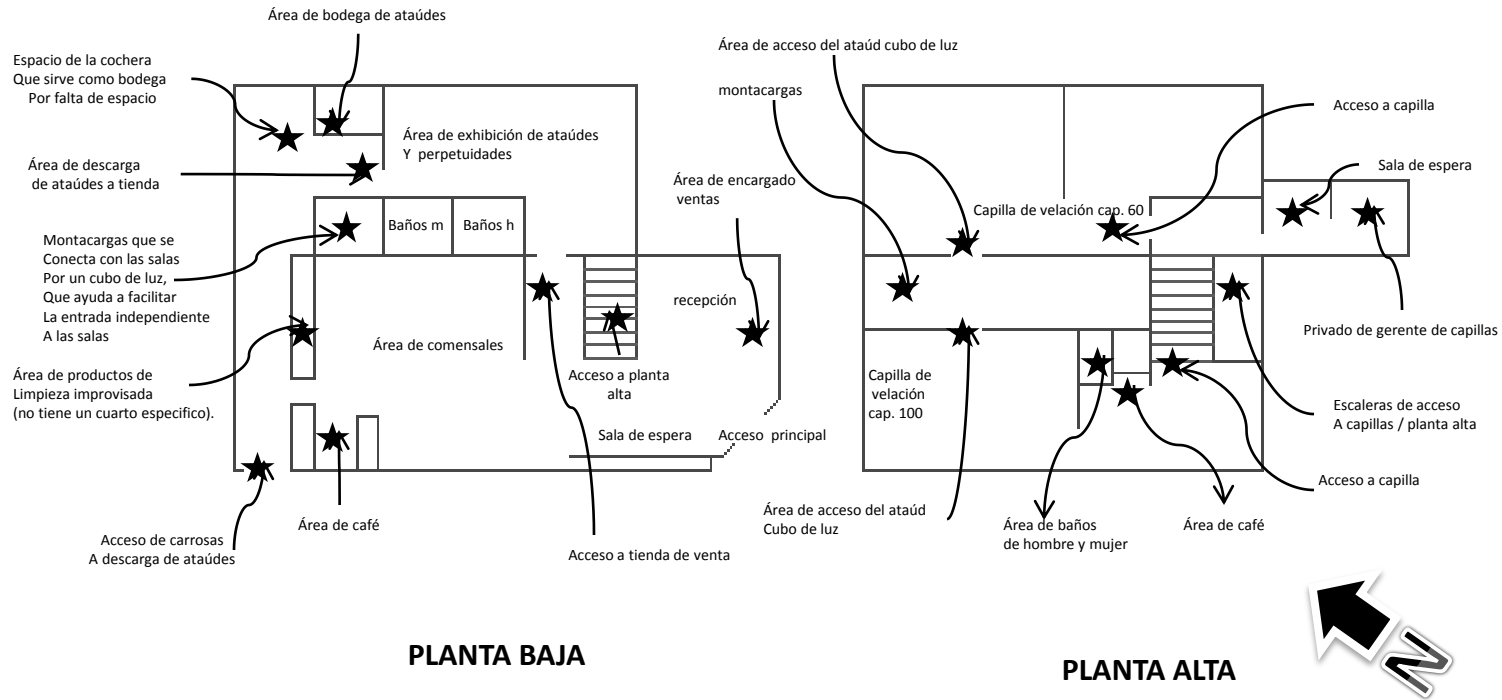 Área de bodega de ataúdes
Espacio de la cochera
Que sirve como bodega
Por falta de espacio
Área de exhibición de ataúdes
Y perpetuidades
Área de descarga
de ataúdes a tienda
Baños m
Baños h
Área de encargado
ventas
Montacargas que se
Conecta con las salas
Por un cubo de luz,
Que ayuda a facilitar
La entrada independiente
A las salas
recepción
Área de comensales
Área de productos de
Limpieza improvisada
(no tiene un cuarto especifico).
Acceso a planta
alta
Sala de espera
Acceso principal
Área de café
Acceso de carrosas
A descarga de ataúdes
Acceso a tienda de venta
PLANTA BAJA
Área de acceso del ataúd cubo de luz
montacargas
Acceso a capilla
Sala de espera
Capilla de velación cap. 60
Privado de gerente de capillas
Capilla de
velación
cap. 100
Escaleras de acceso
A capillas / planta alta
Acceso a capilla
Área de acceso del ataúd
Cubo de luz
Área de baños
de hombre y mujer
Área de café
PLANTA ALTA
N